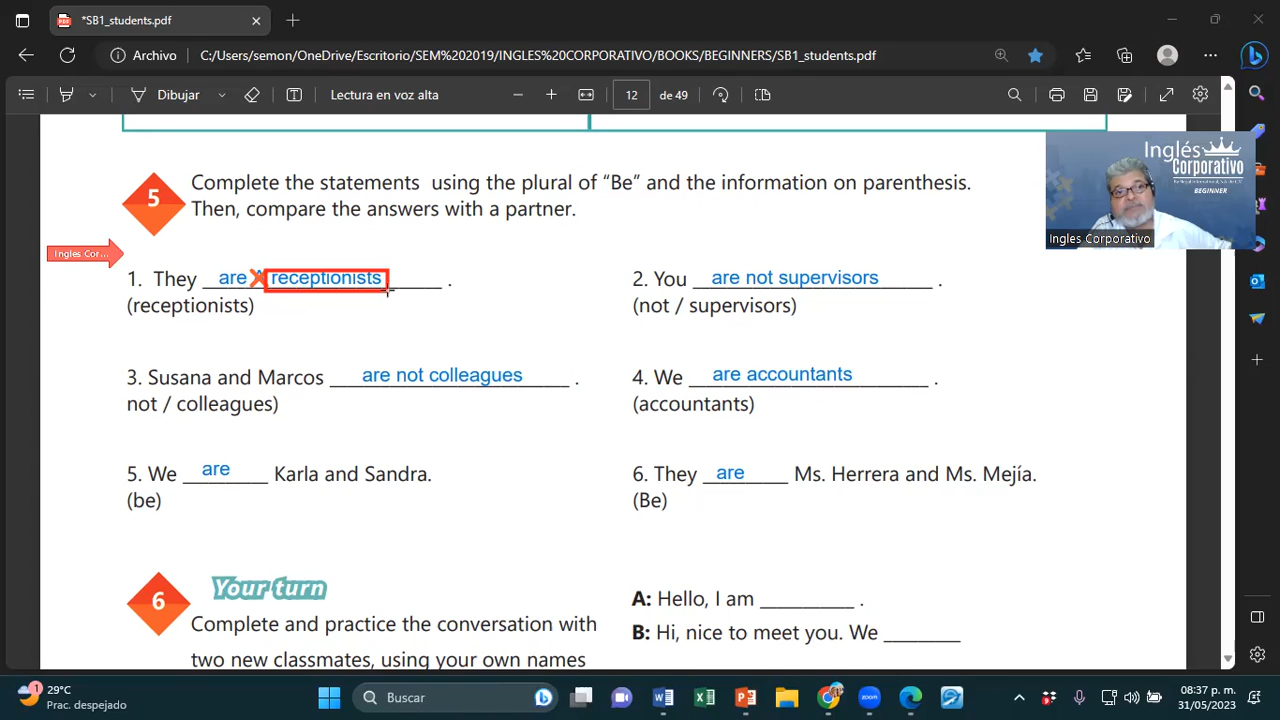 *SB1_students.pdf
Archivo
C:/Users/semon/OneDrive/Escritorio/SEM%202019/INGLES%20CORPORATIVO/BOOKS/BEGINNERS/SB1_students.pdf
Dibujar
Lectura en voz alta
12
de 49
Inglés
Corporativo
BEGINNER
Ingles Corporativo
5
Complete the statements using the plural of “Be” and the information on parenthesis.
Then, compare the answers with a partner.
Ingles Cor...
1. They are receptionists .
(receptionists)
2. You are not supervisors .
(not / supervisors)
3. Susana and Marcos are not colleagues .
not / colleagues)
4. We are accountants .
(accountants)
5. We are Karla and Sandra.
(be)
6. They are Ms. Herrera and Ms. Mejía.
(Be)
6
Your turn
Complete and practice the conversation with
two new classmates, using your own names
A: Hello, I am __________ .
B: Hi, nice to meet you. We ________
1
29°C
Prac. despejado
Buscar
08:37 p. m.
31/05/2023